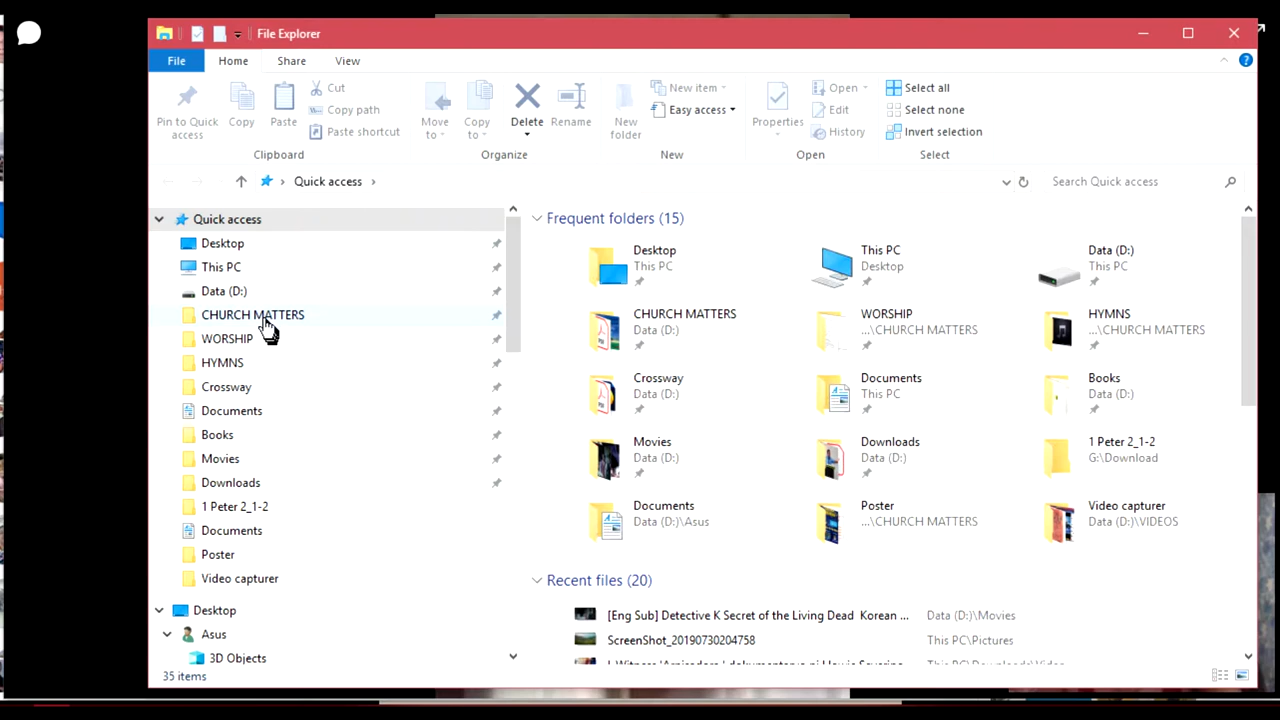 File Explorer
File
Home
Share
View
Pin to Quick access
Copy
Paste
Cut
Copy path
Paste shortcut
Clipboard
Move to
Copy to
Delete
Rename
Organize
New folder
New item
Easy access
New
Properties
Open
Edit
History
Open
Select all
Select none
Invert selection
Select
Quick access
Search Quick access
Quick access
Desktop
This PC
Data (D:)
CHURCH MATTERS
WORSHIP
HYMNS
Crossway
Documents
Books
Movies
Downloads
1 Peter 2_1-2
Documents
Poster
Video capturer
Desktop
Asus
3D Objects
Frequent folders (15)
Desktop
This PC
This PC
Desktop
Data (D:)
This PC
CHURCH MATTERS
Data (D:)
WORSHIP
...\CHURCH MATTERS
HYMNS
...\CHURCH MATTERS
Crossway
Data (D:)
Documents
This PC
Books
Data (D:)
Movies
Data (D:)
Downloads
Data (D:)
1 Peter 2_1-2
G:\Download
Documents
Data (D:)\Asus
Poster
...\CHURCH MATTERS
Video capturer
Data (D:)\VIDEOS
Recent files (20)
[Eng Sub] Detective K Secret of the Living Dead Korean ...
Data (D:)\Movies
ScreenShot_20190730204758
This PC\Pictures
35 items